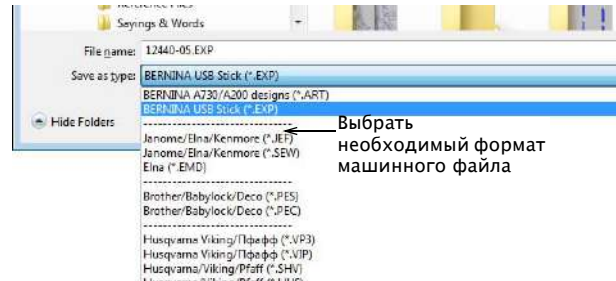 Reference Files
Sayings & Words
File name: 12440-05.EXP
Save as type: BERNINA USB Stick (*.EXP)
BERNINA A730/A200 designs (*.ART)
BERNINA USB Stick (*.EXP)
Hide Folders
------------------------------
Выбрать
необходимый формат
машинного файла
Janome/Elna/Kenmore (*.JEF)
Janome/Elna/Kenmore (*.SEW)
Elna (*.EMD)
------------------------------
Brother/Babylock/Deco (*.PES)
Brother/Babylock/Deco (*.PEC)
------------------------------
Husqvarna Viking/Пфафф (*.VP3)
Husqvarna Viking/Пфафф (*.VIP)
Husqvarna/Viking/Pfaff (*.SHV)